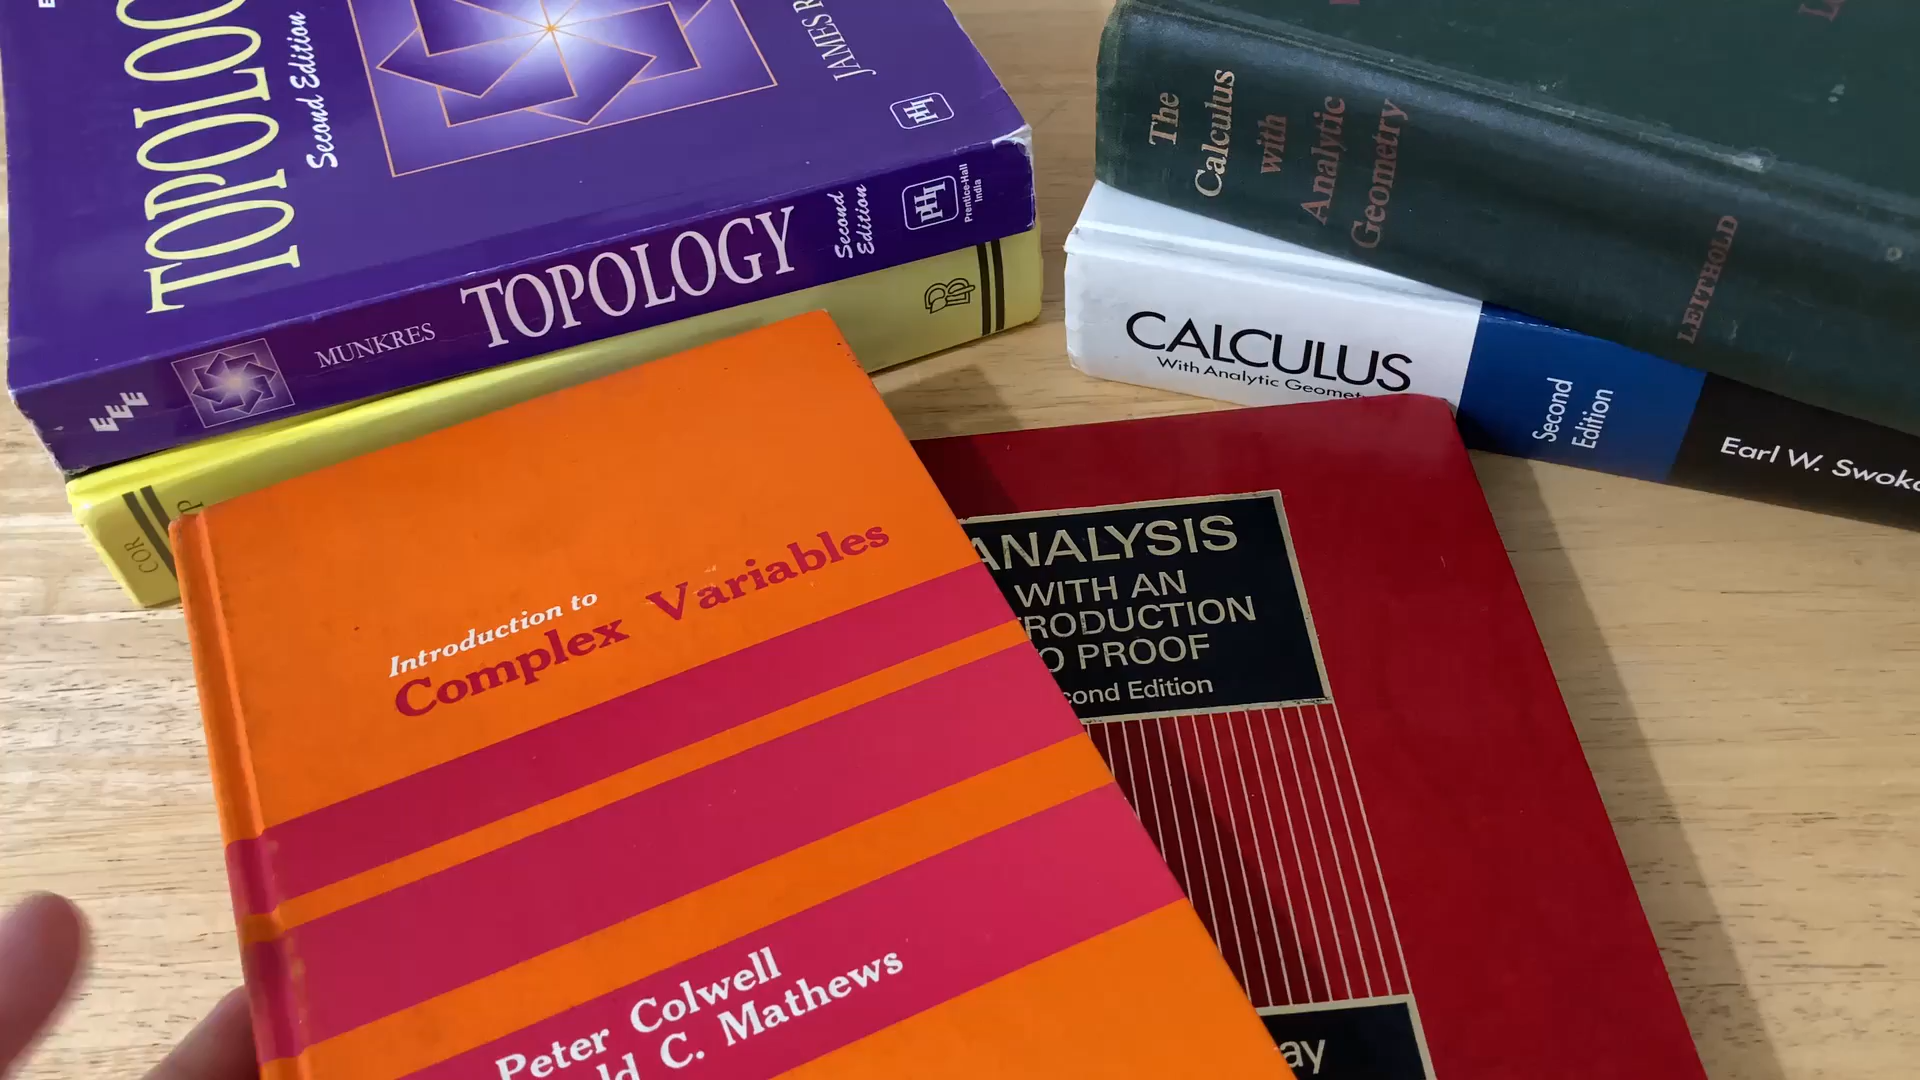 TOPOLOG
Second Edition
JAMES R
PHI
EEE
MUNKRES
TOPOLOGY
Second
Edition
PHI
Prentice-Hall
India
COR
P
The
Calculus
with
Analytic
Geometry
LEITHOLD
CALCULUS
With Analytic Geomet
Second
Edition
Earl W. Swoko
Introduction to
Complex Variables
Peter Colwell
ld C. Mathews
ANALYSIS
WITH AN
RODUCTION
O PROOF
cond Edition
ay